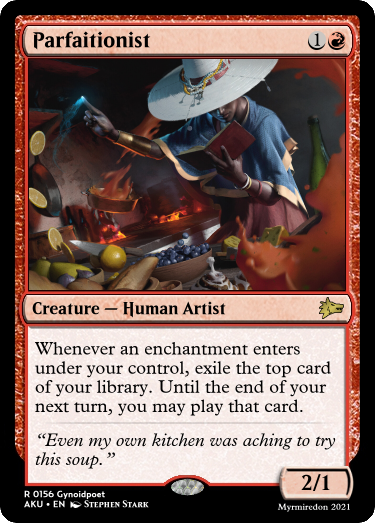 Parfaitionist 1
Creature — Human Artist
Whenever an enchantment enters
under your control, exile the top card
of your library. Until the end of your
next turn, you may play that card.
“Even my own kitchen was aching to try
this soup.”
2/1
R 0156 Gynoidpoet
AKU • EN Stephen Stark
Myrmiredon 2021